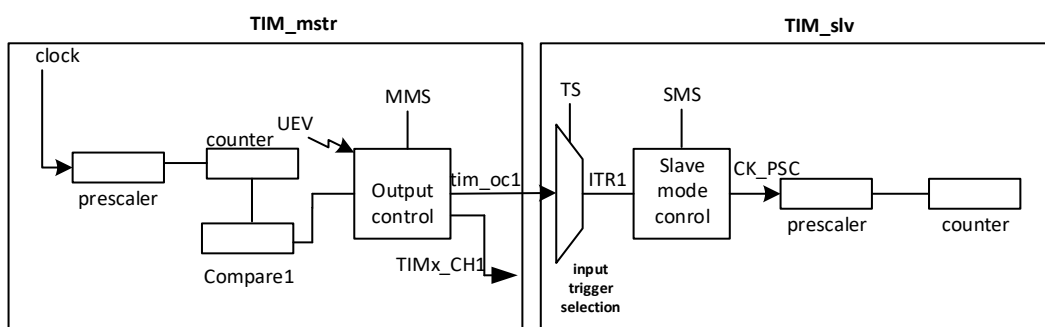 TIM_mstr
TIM_slv
clock
MMS
TS
SMS
UEV
counter
prescaler
Compare1
Output
control
tim_oc1
TIMx_CH1
ITR1
Slave
mode
conrol
CK_PSC
prescaler
counter
input
trigger
selection